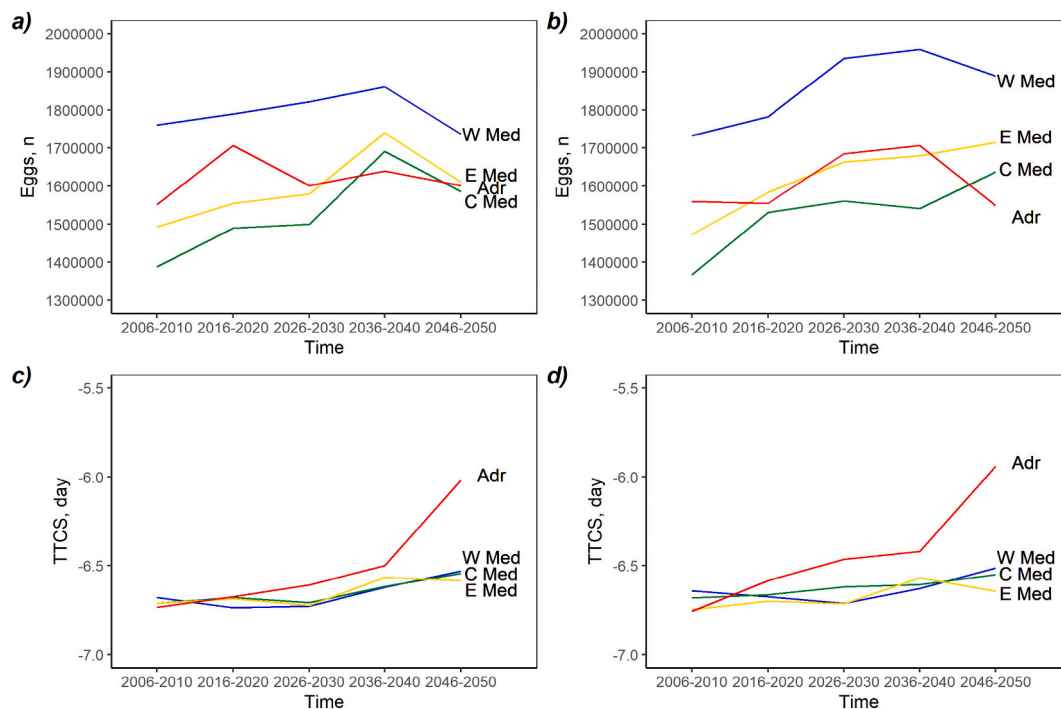 a)
Eggs, n
2000000
1900000
1800000
1700000
1600000
1500000
1400000
1300000
W Med
E Med
Adr
C Med
2006-2010 2016-2020 2026-2030 2036-2040 2046-2050
Time
b)
Eggs, n
2000000
1900000
1800000
1700000
1600000
1500000
1400000
1300000
W Med
E Med
C Med
Adr
2006-2010 2016-2020 2026-2030 2036-2040 2046-2050
Time
c)
TTCS, day
-5.5
-6.0
-6.5
-7.0
Adr
W Med
C Med
E Med
2006-2010 2016-2020 2026-2030 2036-2040 2046-2050
Time
d)
TTCS, day
-5.5
-6.0
-6.5
-7.0
Adr
W Med
C Med
E Med
2006-2010 2016-2020 2026-2030 2036-2040 2046-2050
Time